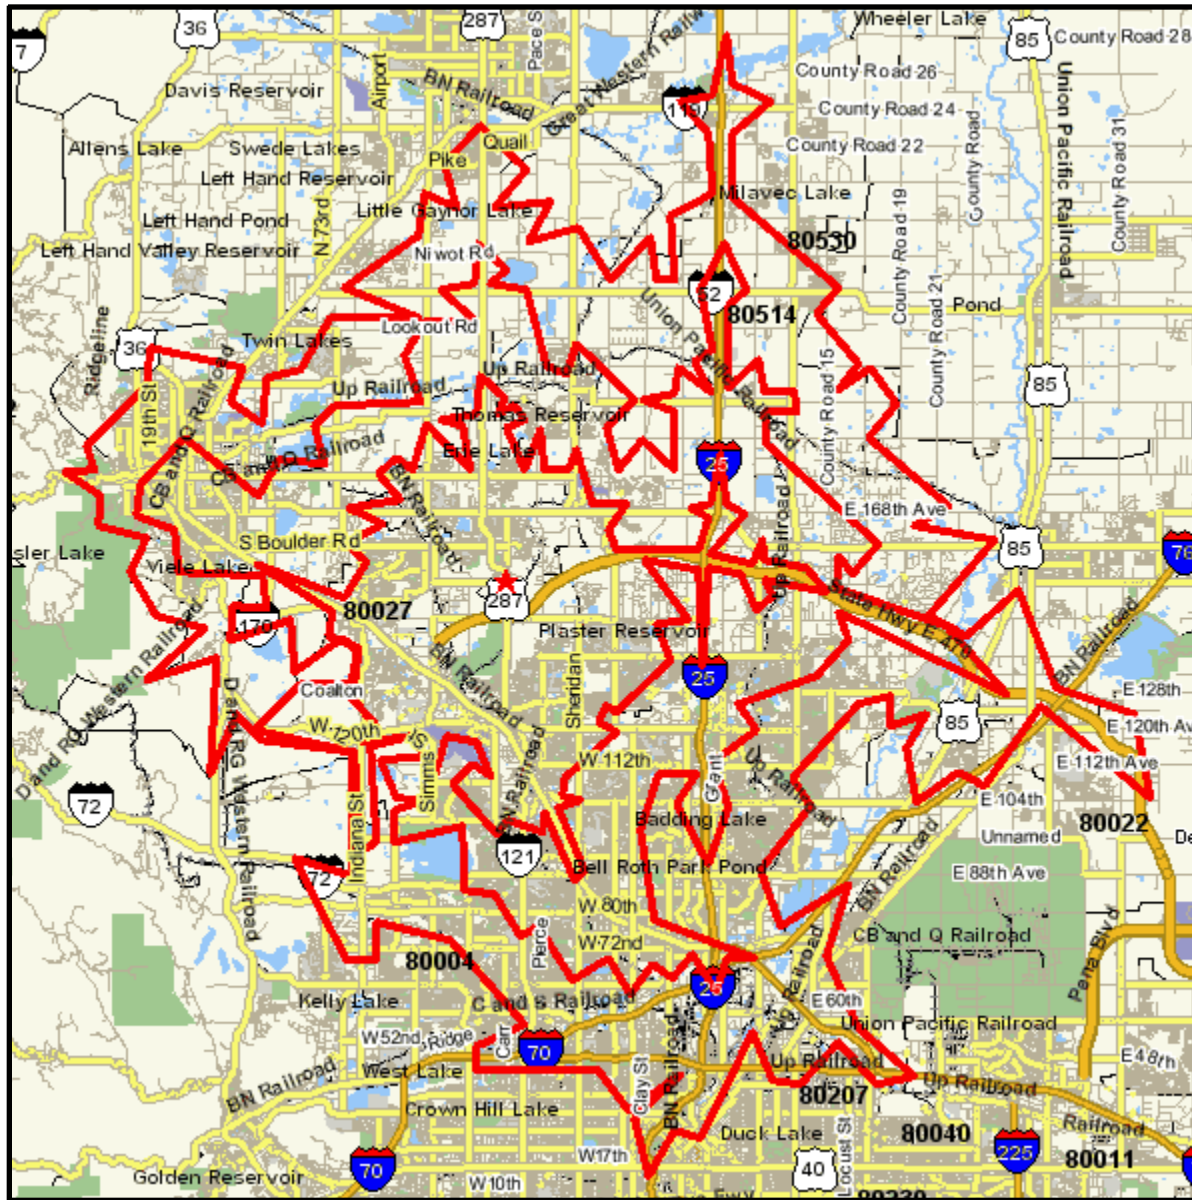 287
Wheeler Lake
36
Pace S
85
County Road 28
7
BN Railroad
Great Western Railw
County Road 26
Davis Reservoir
Airport
119
County Road 24
Union Pacific Railroad
County Road 31
Quail
County Road 22
Allens Lake
Swede Lakes
Pike
County Road
Left Hand Reservoir
Milavec Lake
Little Gaynor Lake
County Road 19
Left Hand Pond
N 73rd
80530
Left Hand Valley Reservoir
Niwot Rd
County Road 21
52
Union Pacific Railroad
Pond
80514
Lookout Rd
Ridgeline
36
Twin Lakes
Up Railroad
Up Railroad
85
County Road 15
19th St
CB and Q Railroad
Thomas Reservoir
Erie Lake
CB and Q Railroad
25
BN Railroad
Up Railroad
E 168th Ave
S Boulder Rd
85
76
sler Lake
Viele Lake
287
State Hwy E 470
80027
170
Plaster Reservoir
BN Railroad
D and RG Western Railroad
BN Railroad
Sheridan
25
Coalton
E 128th
D and RG Western Railroad
W 120th
Simms
85
E 120th Ave
W 112th
Grant
Up Railroad
E 112th Ave
BN Railroad
72
Indiana St
E 104th
Badding Lake
80022
Unnamed
121
De
72
Bell Roth Park Pond
E 88th Ave
BN Railroad
W 80th
Pierce
W 72nd
CB and Q Railroad
Pena Blvd
80004
Up Railroad
25
Kelly Lake
C and S Railroad
E 60th
Union Pacific Railroad
W 52nd
Ridge
Carr
70
E 48th
West Lake
Up Railroad
Up Railroad
BN Railroad
Clay St
BN Railroad
80207
Crown Hill Lake
Railroad
Duck Lake
Locust St
80040
225
80011
W 17th
70
40
Golden Reservoir
W 10th
80239